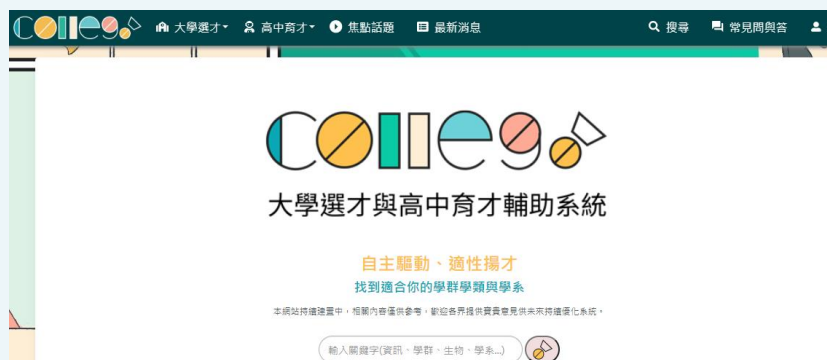 Collego 大學選才 高中育才 焦點話題 最新消息 搜尋 常見問與答
Collego
大學選才與高中育才輔助系統
自主驅動、適性揚才
找到適合你的學群學類與學系
本網站持續建置中，相關內容僅供參考，歡迎各界提供寶貴意見供未來持續優化系統。
輸入關鍵字(資訊、學群、生物、學系...)